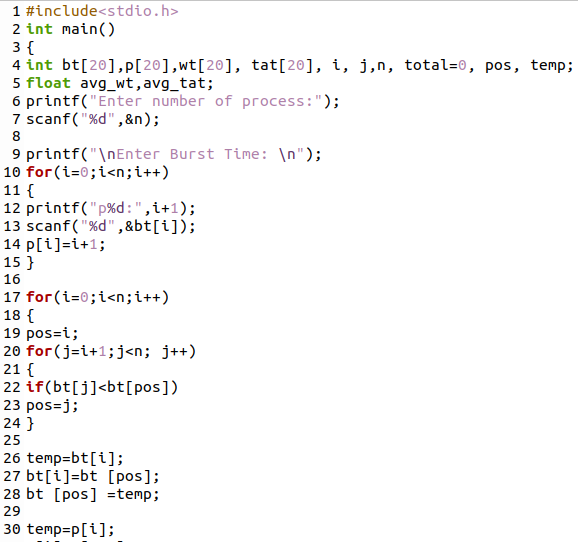 1 #include<stdio.h>
2 int main()
3 {
4 int bt[20],p[20],wt[20], tat[20], i, j,n, total=0, pos, temp;
5 float avg_wt,avg_tat;
6 printf("Enter number of process:");
7 scanf("%d",&n);
8
9 printf("\nEnter Burst Time: \n");
10 for(i=0;i<n;i++)
11 {
12 printf("p%d:",i+1);
13 scanf("%d",&bt[i]);
14 p[i]=i+1;
15 }
16
17 for(i=0;i<n;i++)
18 {
19 pos=i;
20 for(j=i+1;j<n; j++)
21 {
22 if(bt[j]<bt[pos])
23 pos=j;
24 }
25
26 temp=bt[i];
27 bt[i]=bt [pos];
28 bt [pos] =temp;
29
30 temp=p[i];